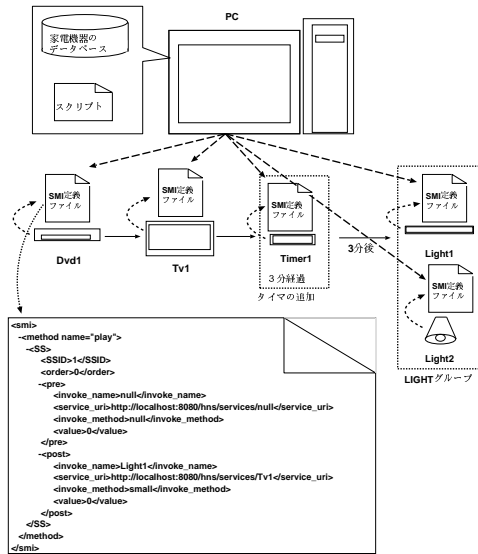 PC
家電機器の
データベース
スクリプト
SMI定義
ファイル
SMI定義
ファイル
SMI定義
ファイル
SMI定義
ファイル
Dvd1
Tv1
Timer1
3分後
Light1
3分経過
タイマの追加
SMI定義
ファイル
Light2
LIGHTグループ
<smi>
-<method name="play">
-<SS>
<SSID>1</SSID>
<order>0</order>
-<pre>
<invoke_name>null</invoke_name>
<service_uri>http://localhost:8080/hns/services/null</service_uri>
<invoke_method>null</invoke_method>
<value>0</value>
</pre>
-<post>
<invoke_name>Light1</invoke_name>
<service_uri>http://localhost:8080/hns/services/Tv1</service_uri>
<invoke_method>small</invoke_method>
<value>0</value>
</post>
</SS>
</method>
</smi>